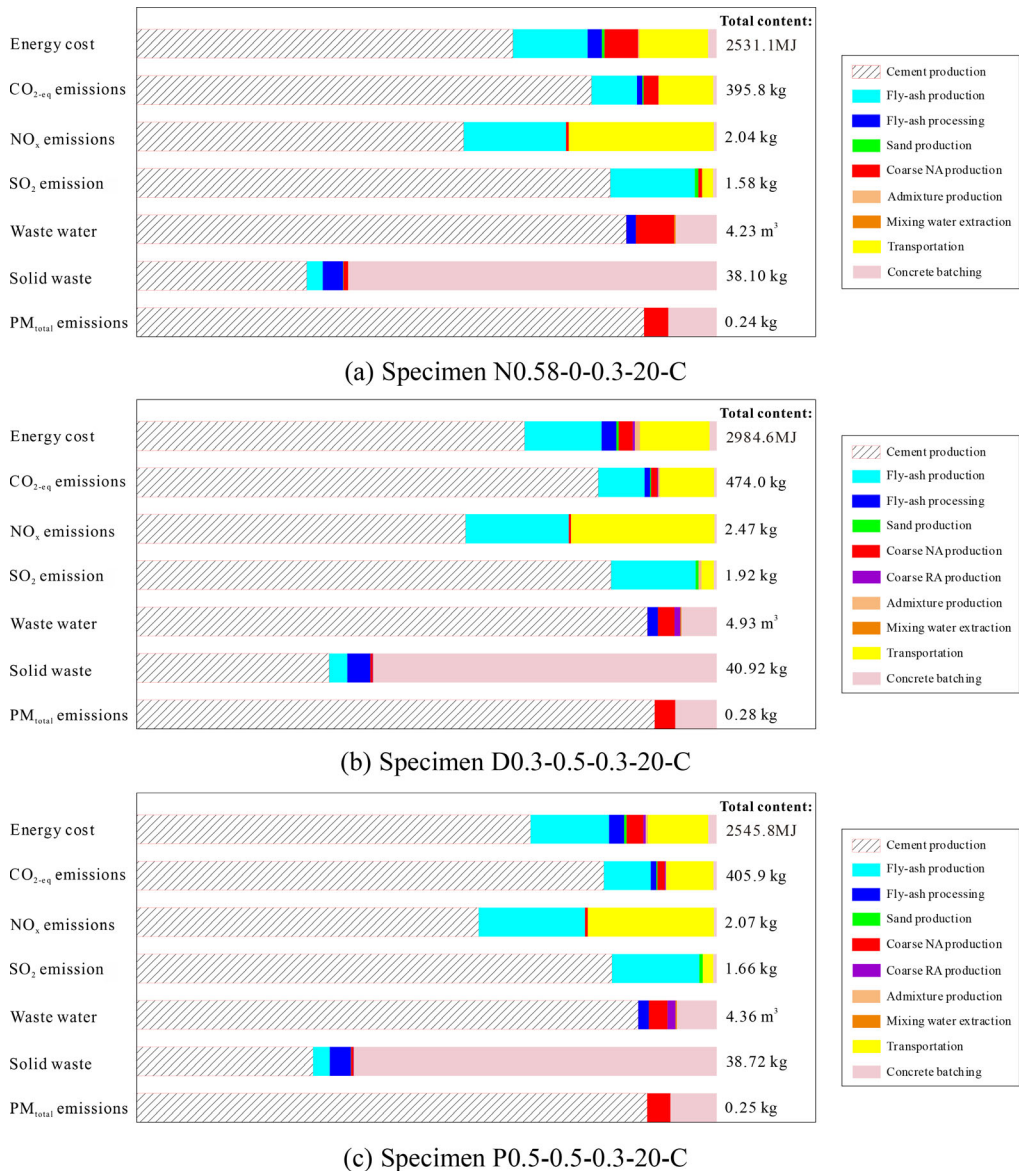 Total content:
Energy cost 2531.1MJ
CO2-eq emissions 395.8 kg
NOx emissions 2.04 kg
SO2 emission 1.58 kg
Waste water 4.23 m³
Solid waste 38.10 kg
PMtotal emissions 0.24 kg
Cement production
Fly-ash production
Fly-ash processing
Sand production
Coarse NA production
Admixture production
Mixing water extraction
Transportation
Concrete batching
(a) Specimen N0.58-0-0.3-20-C
Total content:
Energy cost 2984.6MJ
CO2-eq emissions 474.0 kg
NOx emissions 2.47 kg
SO2 emission 1.92 kg
Waste water 4.93 m³
Solid waste 40.92 kg
PMtotal emissions 0.28 kg
Cement production
Fly-ash production
Fly-ash processing
Sand production
Coarse NA production
Coarse RA production
Admixture production
Mixing water extraction
Transportation
Concrete batching
(b) Specimen D0.3-0.5-0.3-20-C
Total content:
Energy cost 2545.8MJ
CO2-eq emissions 405.9 kg
NOx emissions 2.07 kg
SO2 emission 1.66 kg
Waste water 4.36 m³
Solid waste 38.72 kg
PMtotal emissions 0.25 kg
Cement production
Fly-ash production
Fly-ash processing
Sand production
Coarse NA production
Coarse RA production
Admixture production
Mixing water extraction
Transportation
Concrete batching
(c) Specimen P0.5-0.5-0.3-20-C